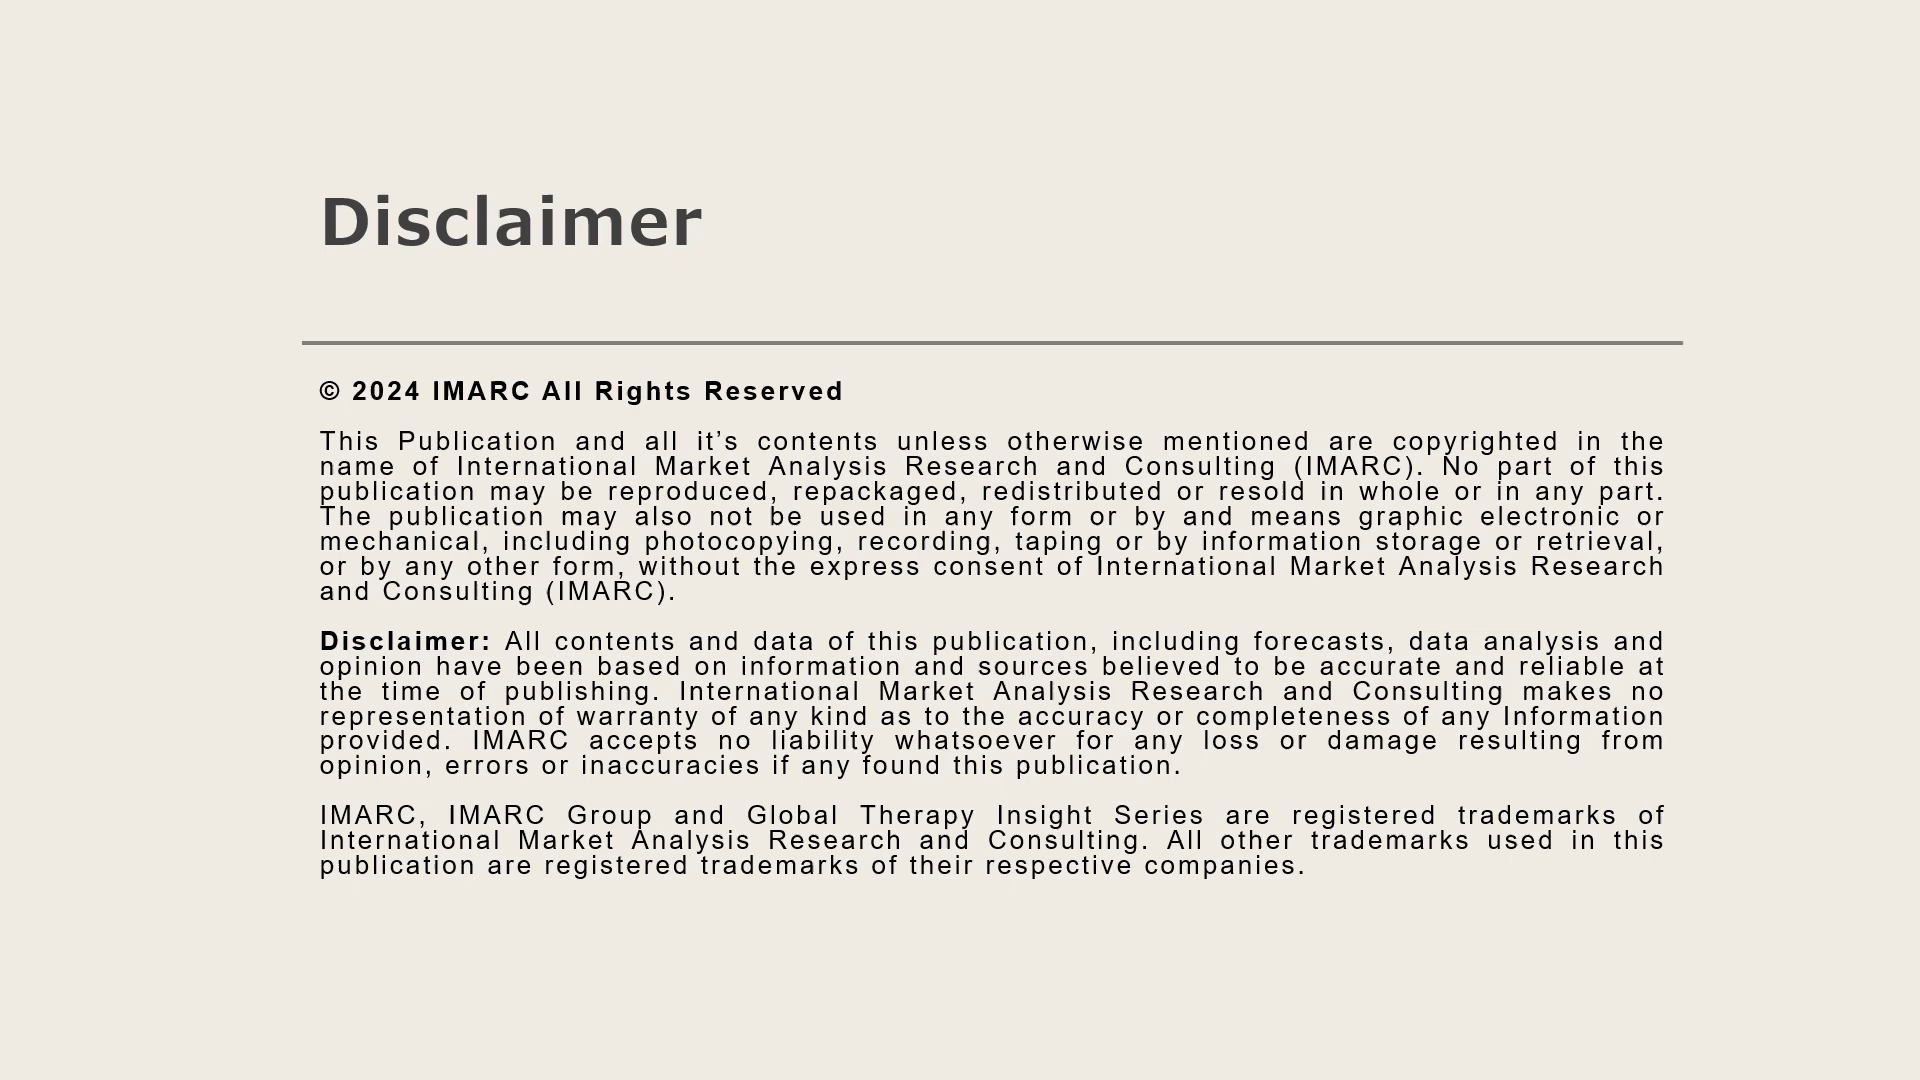 Disclaimer
© 2024 IMARC All Rights Reserved
This Publication and all it’s contents unless otherwise mentioned are copyrighted in the
name of International Market Analysis Research and Consulting (IMARC). No part of this
publication may be reproduced, repackaged, redistributed or resold in whole or in any part.
The publication may also not be used in any form or by and means graphic electronic or
mechanical, including photocopying, recording, taping or by information storage or retrieval,
or by any other form, without the express consent of International Market Analysis Research
and Consulting (IMARC).
Disclaimer: All contents and data of this publication, including forecasts, data analysis and
opinion have been based on information and sources believed to be accurate and reliable at
the time of publishing. International Market Analysis Research and Consulting makes no
representation of warranty of any kind as to the accuracy or completeness of any Information
provided. IMARC accepts no liability whatsoever for any loss or damage resulting from
opinion, errors or inaccuracies if any found this publication.
IMARC, IMARC Group and Global Therapy Insight Series are registered trademarks of
International Market Analysis Research and Consulting. All other trademarks used in this
publication are registered trademarks of their respective companies.